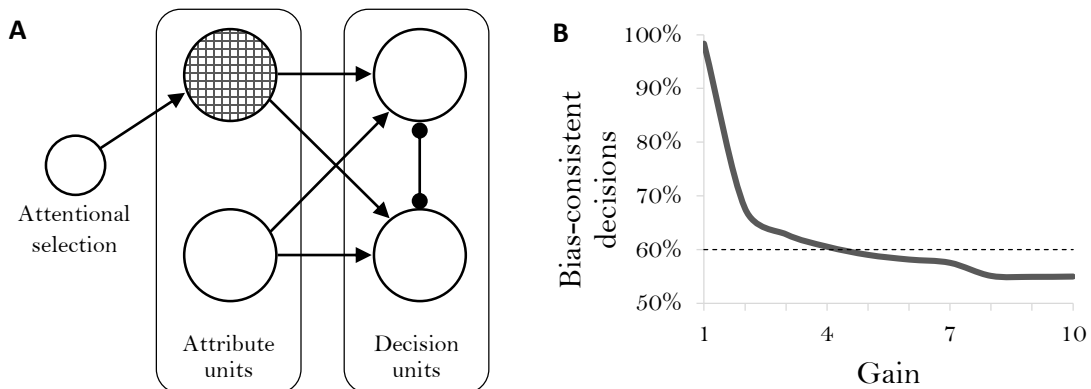 A
Attentional
selection
Attribute
units
Decision
units
B
Bias-consistent
decisions
100%
90%
80%
70%
60%
50%
1
4
7
10
Gain